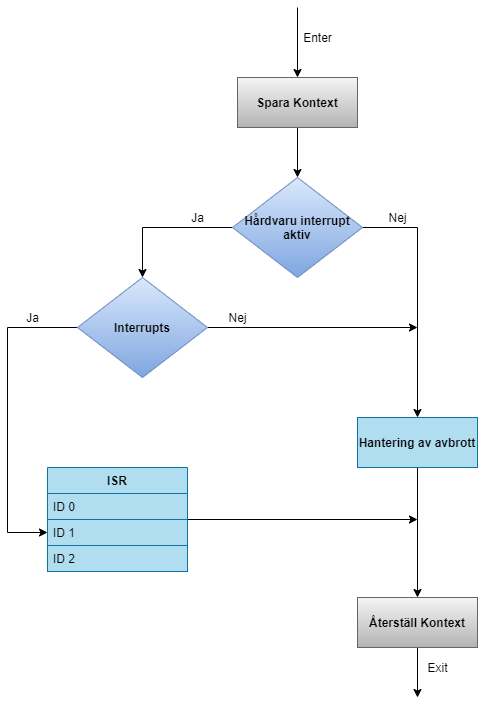 Enter
Spara Kontext
Hårdvaru interrupt
aktiv
Ja
Nej
Interrupts
Ja
Nej
Hantering av avbrott
ISR
ID 0
ID 1
ID 2
Återställ Kontext
Exit